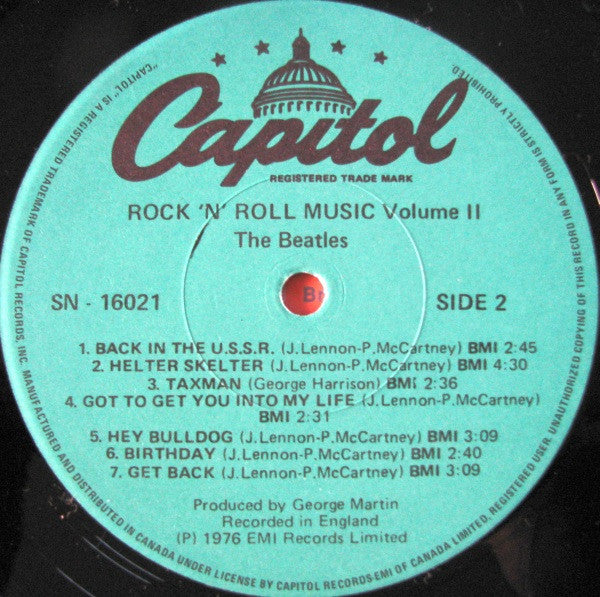 Capitol
REGISTERED TRADE MARK
ROCK 'N' ROLL MUSIC Volume II
The Beatles
SN - 16021
Br
SIDE 2
1. BACK IN THE U.S.S.R. (J.Lennon-P.McCartney) BMI 2:45
2. HELTER SKELTER (J.Lennon-P.McCartney) BMI 4:30
3. TAXMAN (George Harrison) BMI 2:36
4. GOT TO GET YOU INTO MY LIFE (J.Lennon-P.McCartney)
BMI 2:31
5. HEY BULLDOG (J.Lennon-P.McCartney) BMI 3:09
6. BIRTHDAY (J.Lennon-P.McCartney) BMI 2:40
7. GET BACK (J.Lennon-P.McCartney) BMI 3:09
Produced by George Martin
Recorded in England
(P) 1976 EMI Records Limited
"CAPITOL" IS A REGISTERED TRADEMARK OF CAPITOL RECORDS, INC. MANUFACTURED AND DISTRIBUTED IN CANADA UNDER LICENSE BY CAPITOL RECORDS-EMI OF CANADA LIMITED, REGISTERED USER. UNAUTHORIZED COPYING OF THIS RECORD IN ANY FORM IS STRICTLY PROHIBITED.